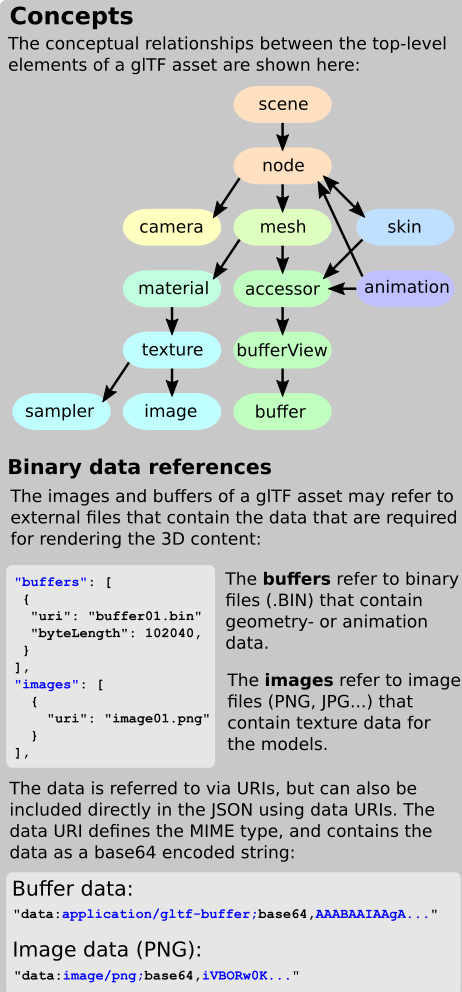 Concepts
The conceptual relationships between the top-level
elements of a glTF asset are shown here:
scene
node
camera
mesh
skin
material
accessor
animation
texture
bufferView
sampler
image
buffer
Binary data references
The images and buffers of a glTF asset may refer to
external files that contain the data that are required
for rendering the 3D content:
"buffers": [
{
"uri": "buffer01.bin"
"byteLength": 102040,
}
],
"images": [
{
"uri": "image01.png"
}
],
The buffers refer to binary
files (.BIN) that contain
geometry- or animation
data.
The images refer to image
files (PNG, JPG...) that
contain texture data for
the models.
The data is referred to via URIs, but can also be
included directly in the JSON using data URIs. The
data URI defines the MIME type, and contains the
data as a base64 encoded string:
Buffer data:
"data:application/gltf-buffer;base64,AAABAAIAAgA..."
Image data (PNG):
"data:image/png;base64,iVBORw0K..."